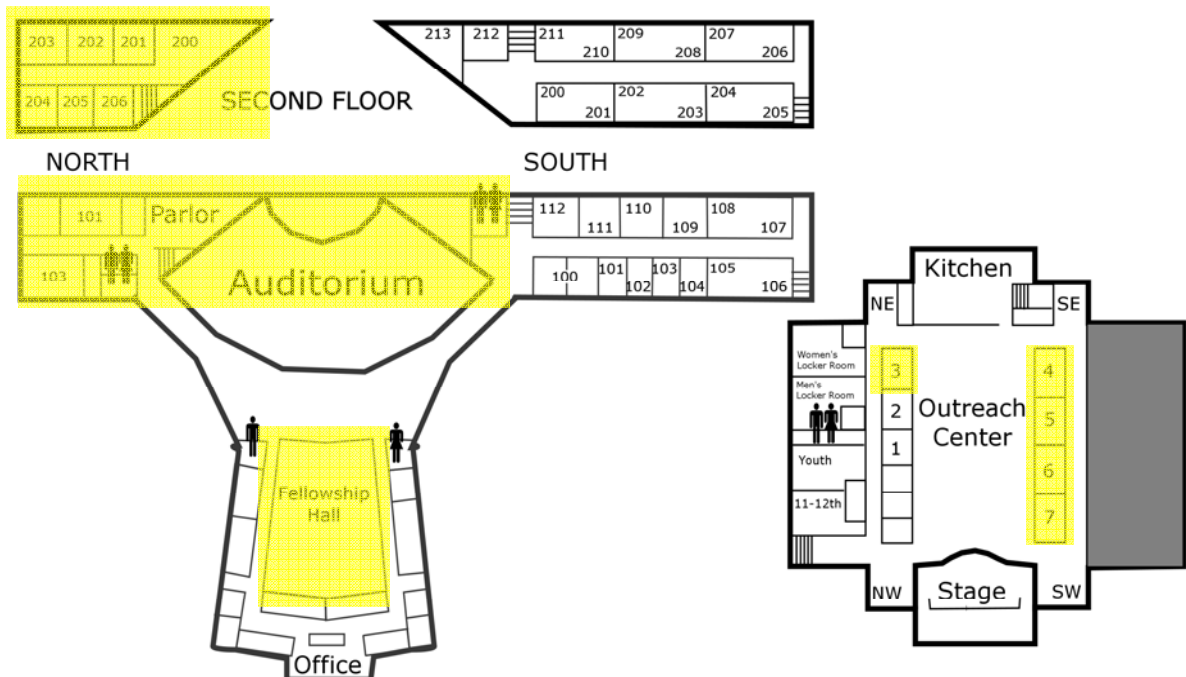 203 202 201 200
204 205 206
SECOND FLOOR
213 212 211 210 209 208 207 206
200 201 202 203 204 205
NORTH
SOUTH
101 Parlor
103
Auditorium
112 111 110 109 108 107
100 101 102 103 104 105 106
Fellowship
Hall
Office
Kitchen
NE
SE
Women's
Locker Room
Men's
Locker Room
Youth
11-12th
3
2
1
Outreach
Center
4
5
6
7
NW
Stage
SW